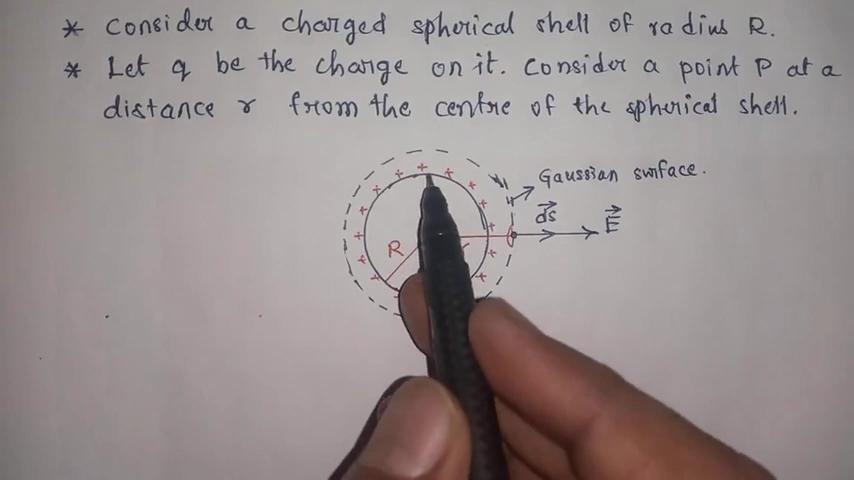 * Consider a charged spherical shell of radius R.
* Let q be the charge on it. Consider a point P at a
distance r from the centre of the spherical shell.
+ + + + + + + + + + + + +
Gaussian surface.
ds
E
R
r